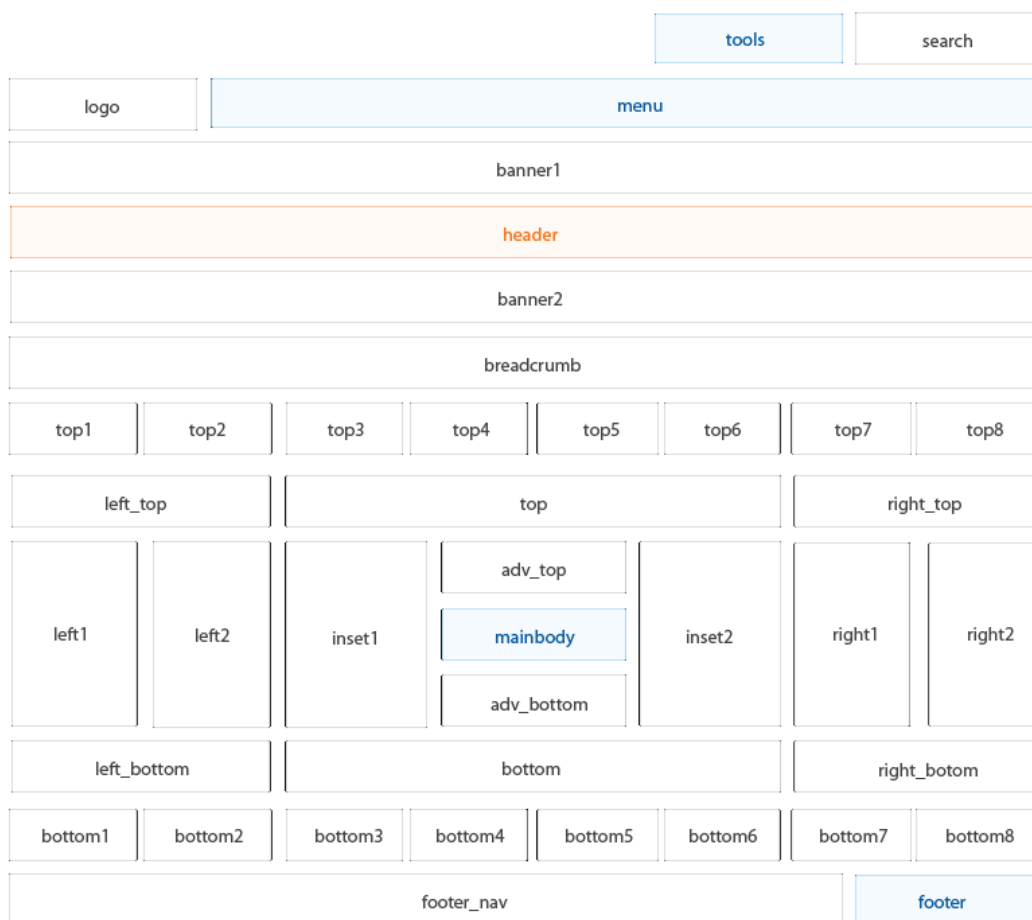 tools search
logo menu
banner1
header
banner2
breadcrumb
top1 top2 top3 top4 top5 top6 top7 top8
left_top top right_top
adv_top
left1 left2 inset1 mainbody inset2 right1 right2
adv_bottom
left_bottom bottom right_botom
bottom1 bottom2 bottom3 bottom4 bottom5 bottom6 bottom7 bottom8
footer_nav footer